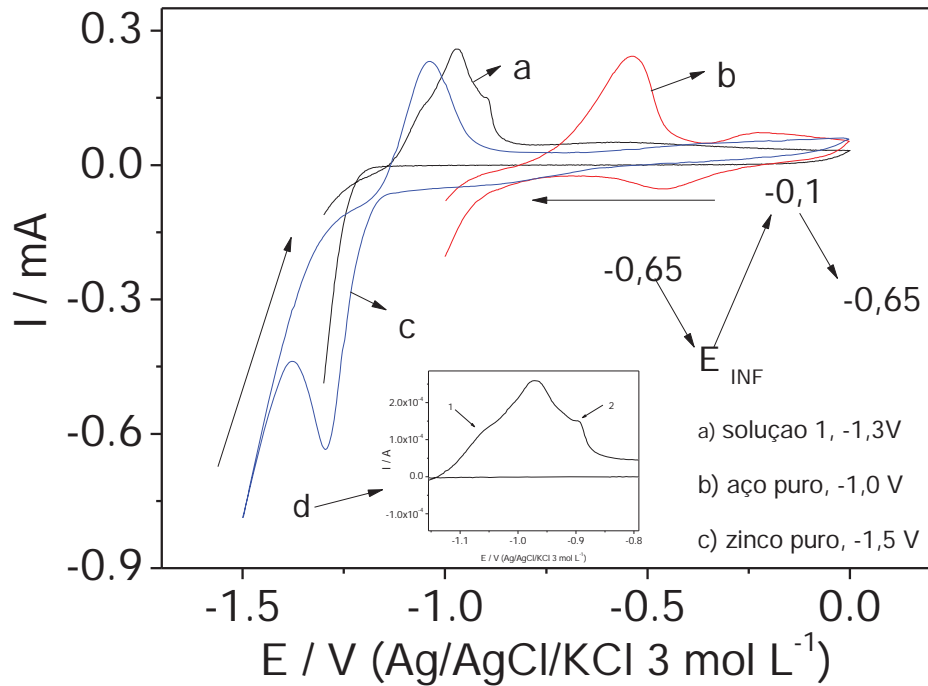 0.3
0.0
-0.3
-0.6
-0.9
I / mA
-1.5
-1.0
-0.5
0.0
E / V (Ag/AgCl/KCl 3 mol L⁻¹)
a
b
c
d
-0,1
-0,65
-0,65
E INF
a) soluçao 1, -1,3V
b) aço puro, -1,0 V
c) zinco puro, -1,5 V
2.0x10⁻⁴
1.0x10⁻⁴
0.0
-1.0x10⁻⁴
I / A
1
2
-1.1
-1.0
-0.9
-0.8
E / V (Ag/AgCl/KCl 3 mol L⁻¹)